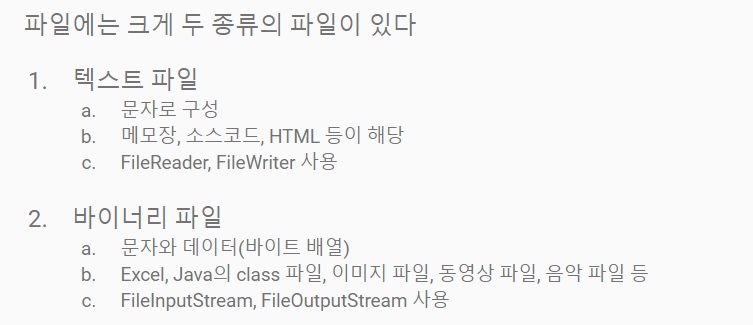 파일에는 크게 두 종류의 파일이 있다
1. 텍스트 파일
a. 문자로 구성
b. 메모장, 소스코드, HTML 등이 해당
c. FileReader, FileWriter 사용
2. 바이너리 파일
a. 문자와 데이터(바이트 배열)
b. Excel, Java의 class 파일, 이미지 파일, 동영상 파일, 음악 파일 등
c. FileInputStream, FileOutputStream 사용